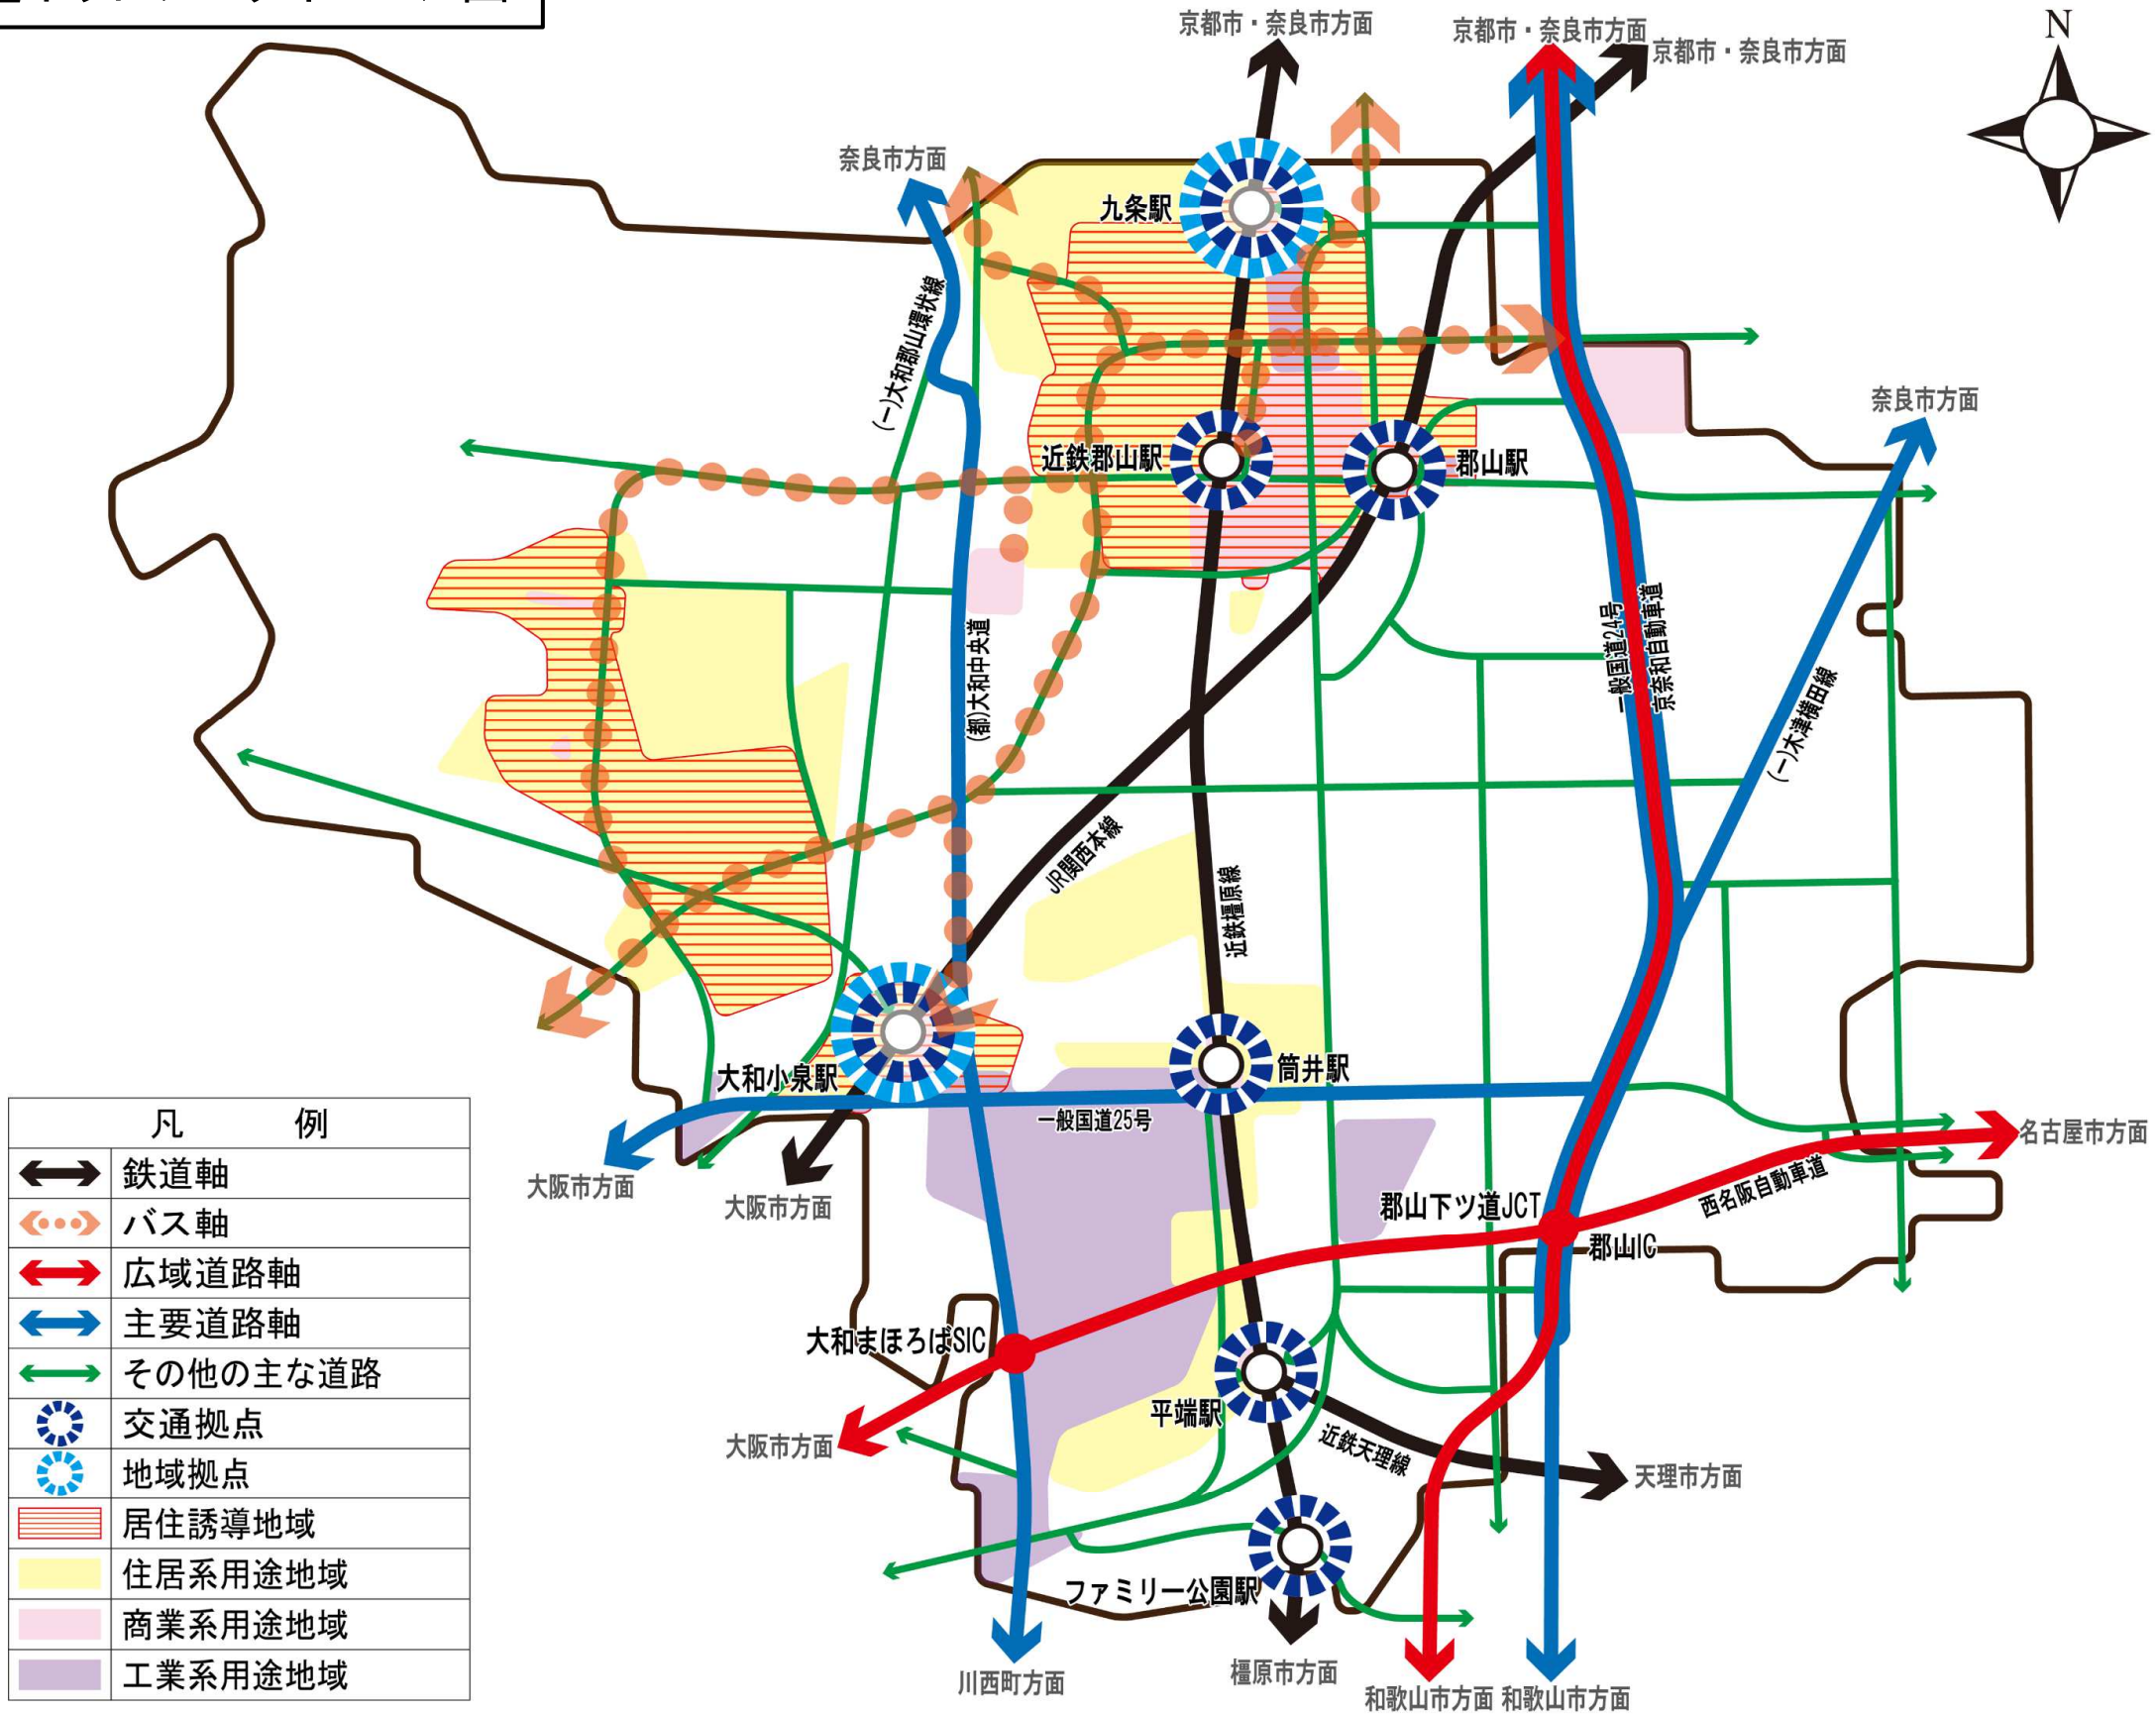 京都市・奈良市方面
京都市・奈良市方面
京都市・奈良市方面
N
奈良市方面
九条駅
(一)大和郡山環状線
奈良市方面
近鉄郡山駅
郡山駅
(都)大和中央道
一般国道24号
京奈和自動車道
(一)木津横田線
JR関西本線
近鉄橿原線
大和小泉駅
筒井駅
一般国道25号
大阪市方面
大阪市方面
名古屋市方面
西名阪自動車道
郡山下ツ道JCT
郡山IC
大和まほろばSIC
大阪市方面
平端駅
近鉄天理線
天理市方面
ファミリー公園駅
川西町方面
橿原市方面
和歌山市方面
和歌山市方面
凡 例
鉄道軸
バス軸
広域道路軸
主要道路軸
その他の主な道路
交通拠点
地域拠点
居住誘導地域
住居系用途地域
商業系用途地域
工業系用途地域